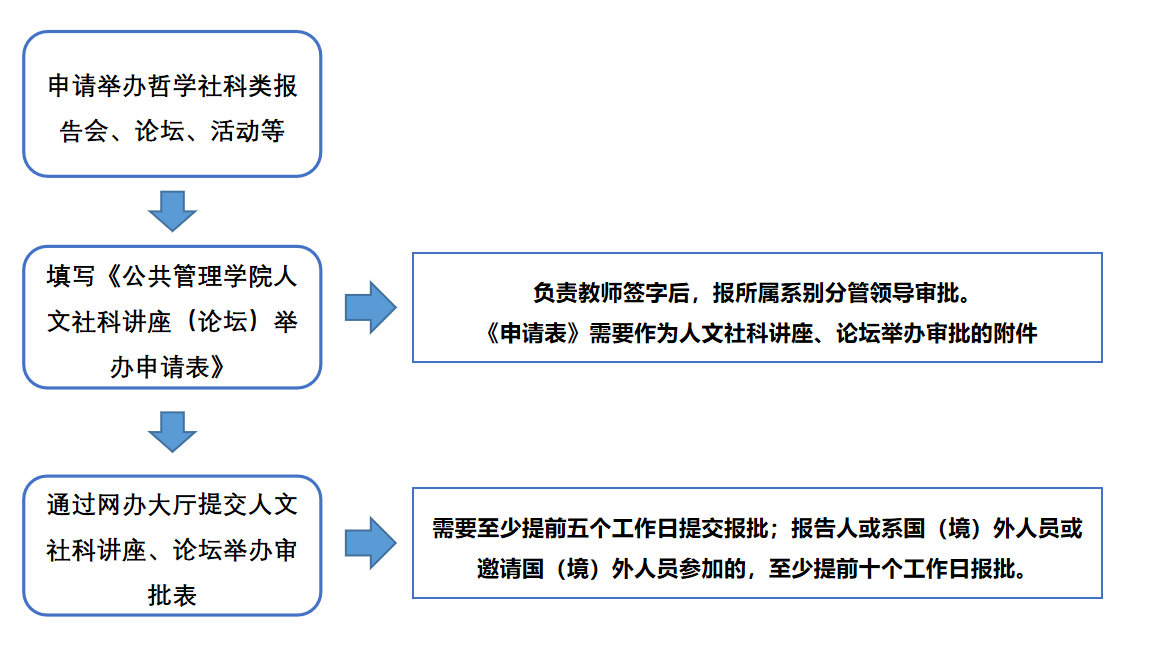 申请举办哲学社科类报
告会、论坛、活动等
填写《公共管理学院人
文社科讲座（论坛）举
办申请表》
负责教师签字后，报所属系别分管领导审批。
《申请表》需要作为人文社科讲座、论坛举办审批的附件
通过网办大厅提交人文
社科讲座、论坛举办审
批表
需要至少提前五个工作日提交报批；报告人或系国（境）外人员或
邀请国（境）外人员参加的，至少提前十个工作日报批。